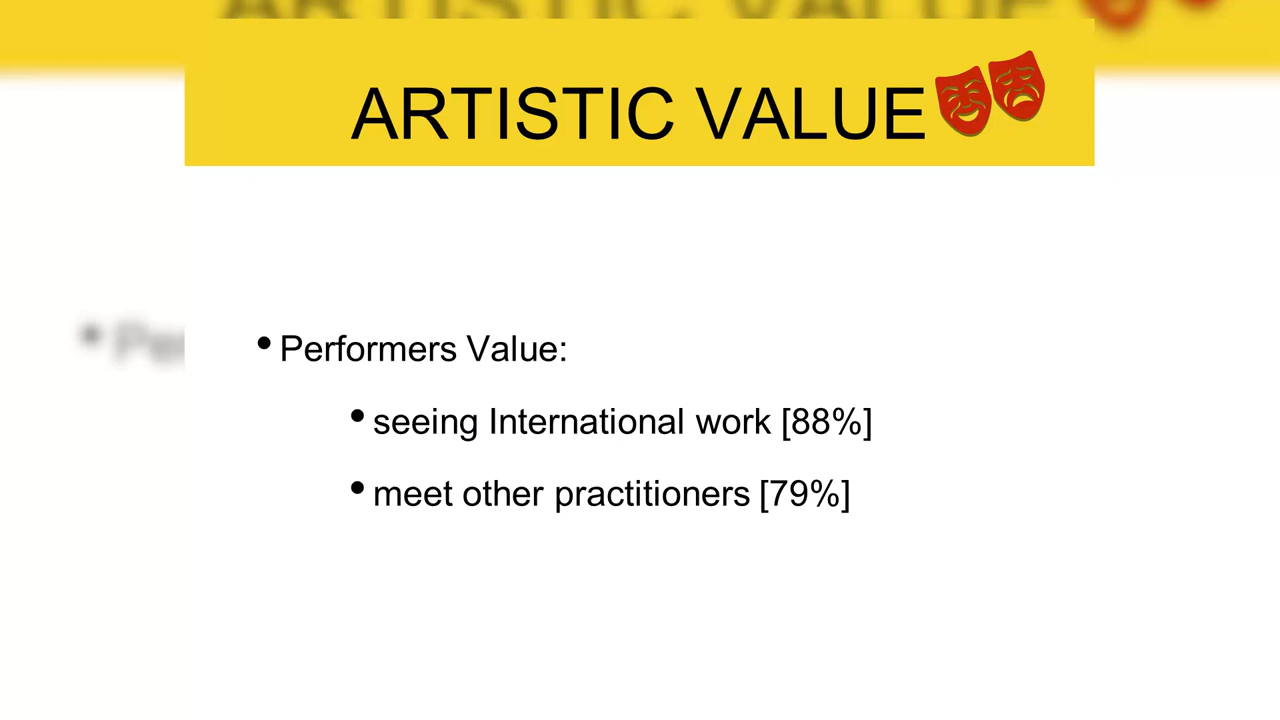 ARTISTIC VALUE
• Performers Value:
• seeing International work [88%]
• meet other practitioners [79%]